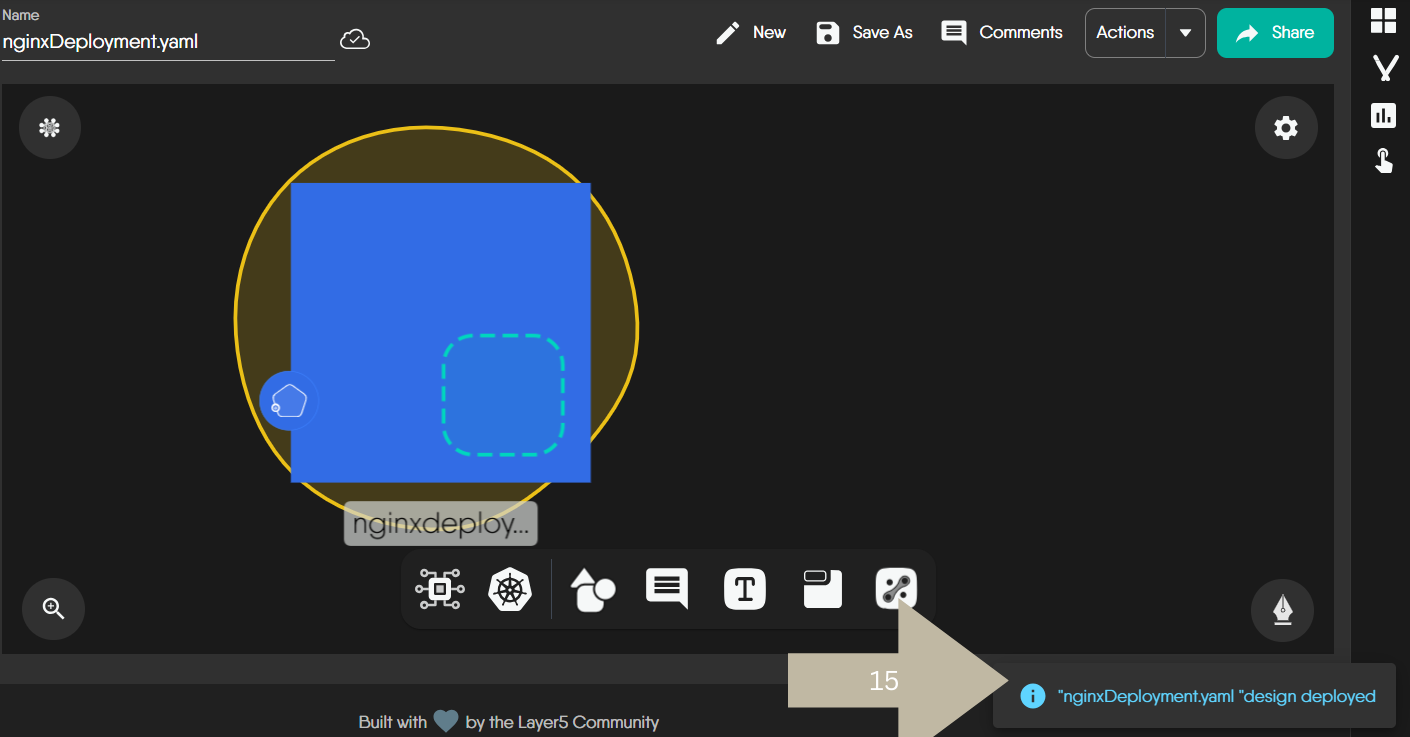 Name
nginxDeployment.yaml
New
Save As
Comments
Actions
Share
nginxdeploy...
T
15
"nginxDeployment.yaml "design deployed
Built with by the Layer5 Community